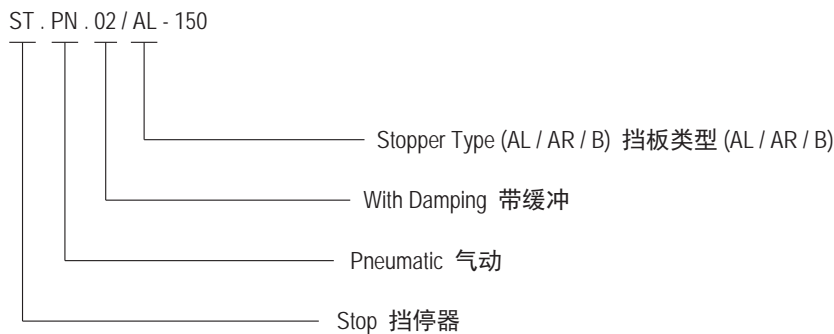 ST . PN . 02 / AL - 150
Stopper Type (AL / AR / B) 挡板类型 (AL / AR / B)
With Damping 带缓冲
Pneumatic 气动
Stop 挡停器